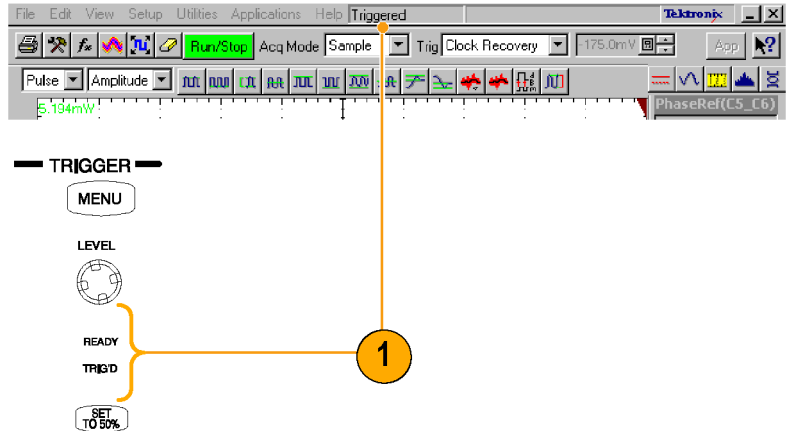 File Edit View Setup Utilities Applications Help Triggered Tektronix
Run/Stop Acq Mode Sample Trig Clock Recovery -175.0mV App
Pulse Amplitude
5.194mW PhaseRef(C5_C6)
TRIGGER
MENU
LEVEL
READY
TRIG'D
1
SET
TO 50%